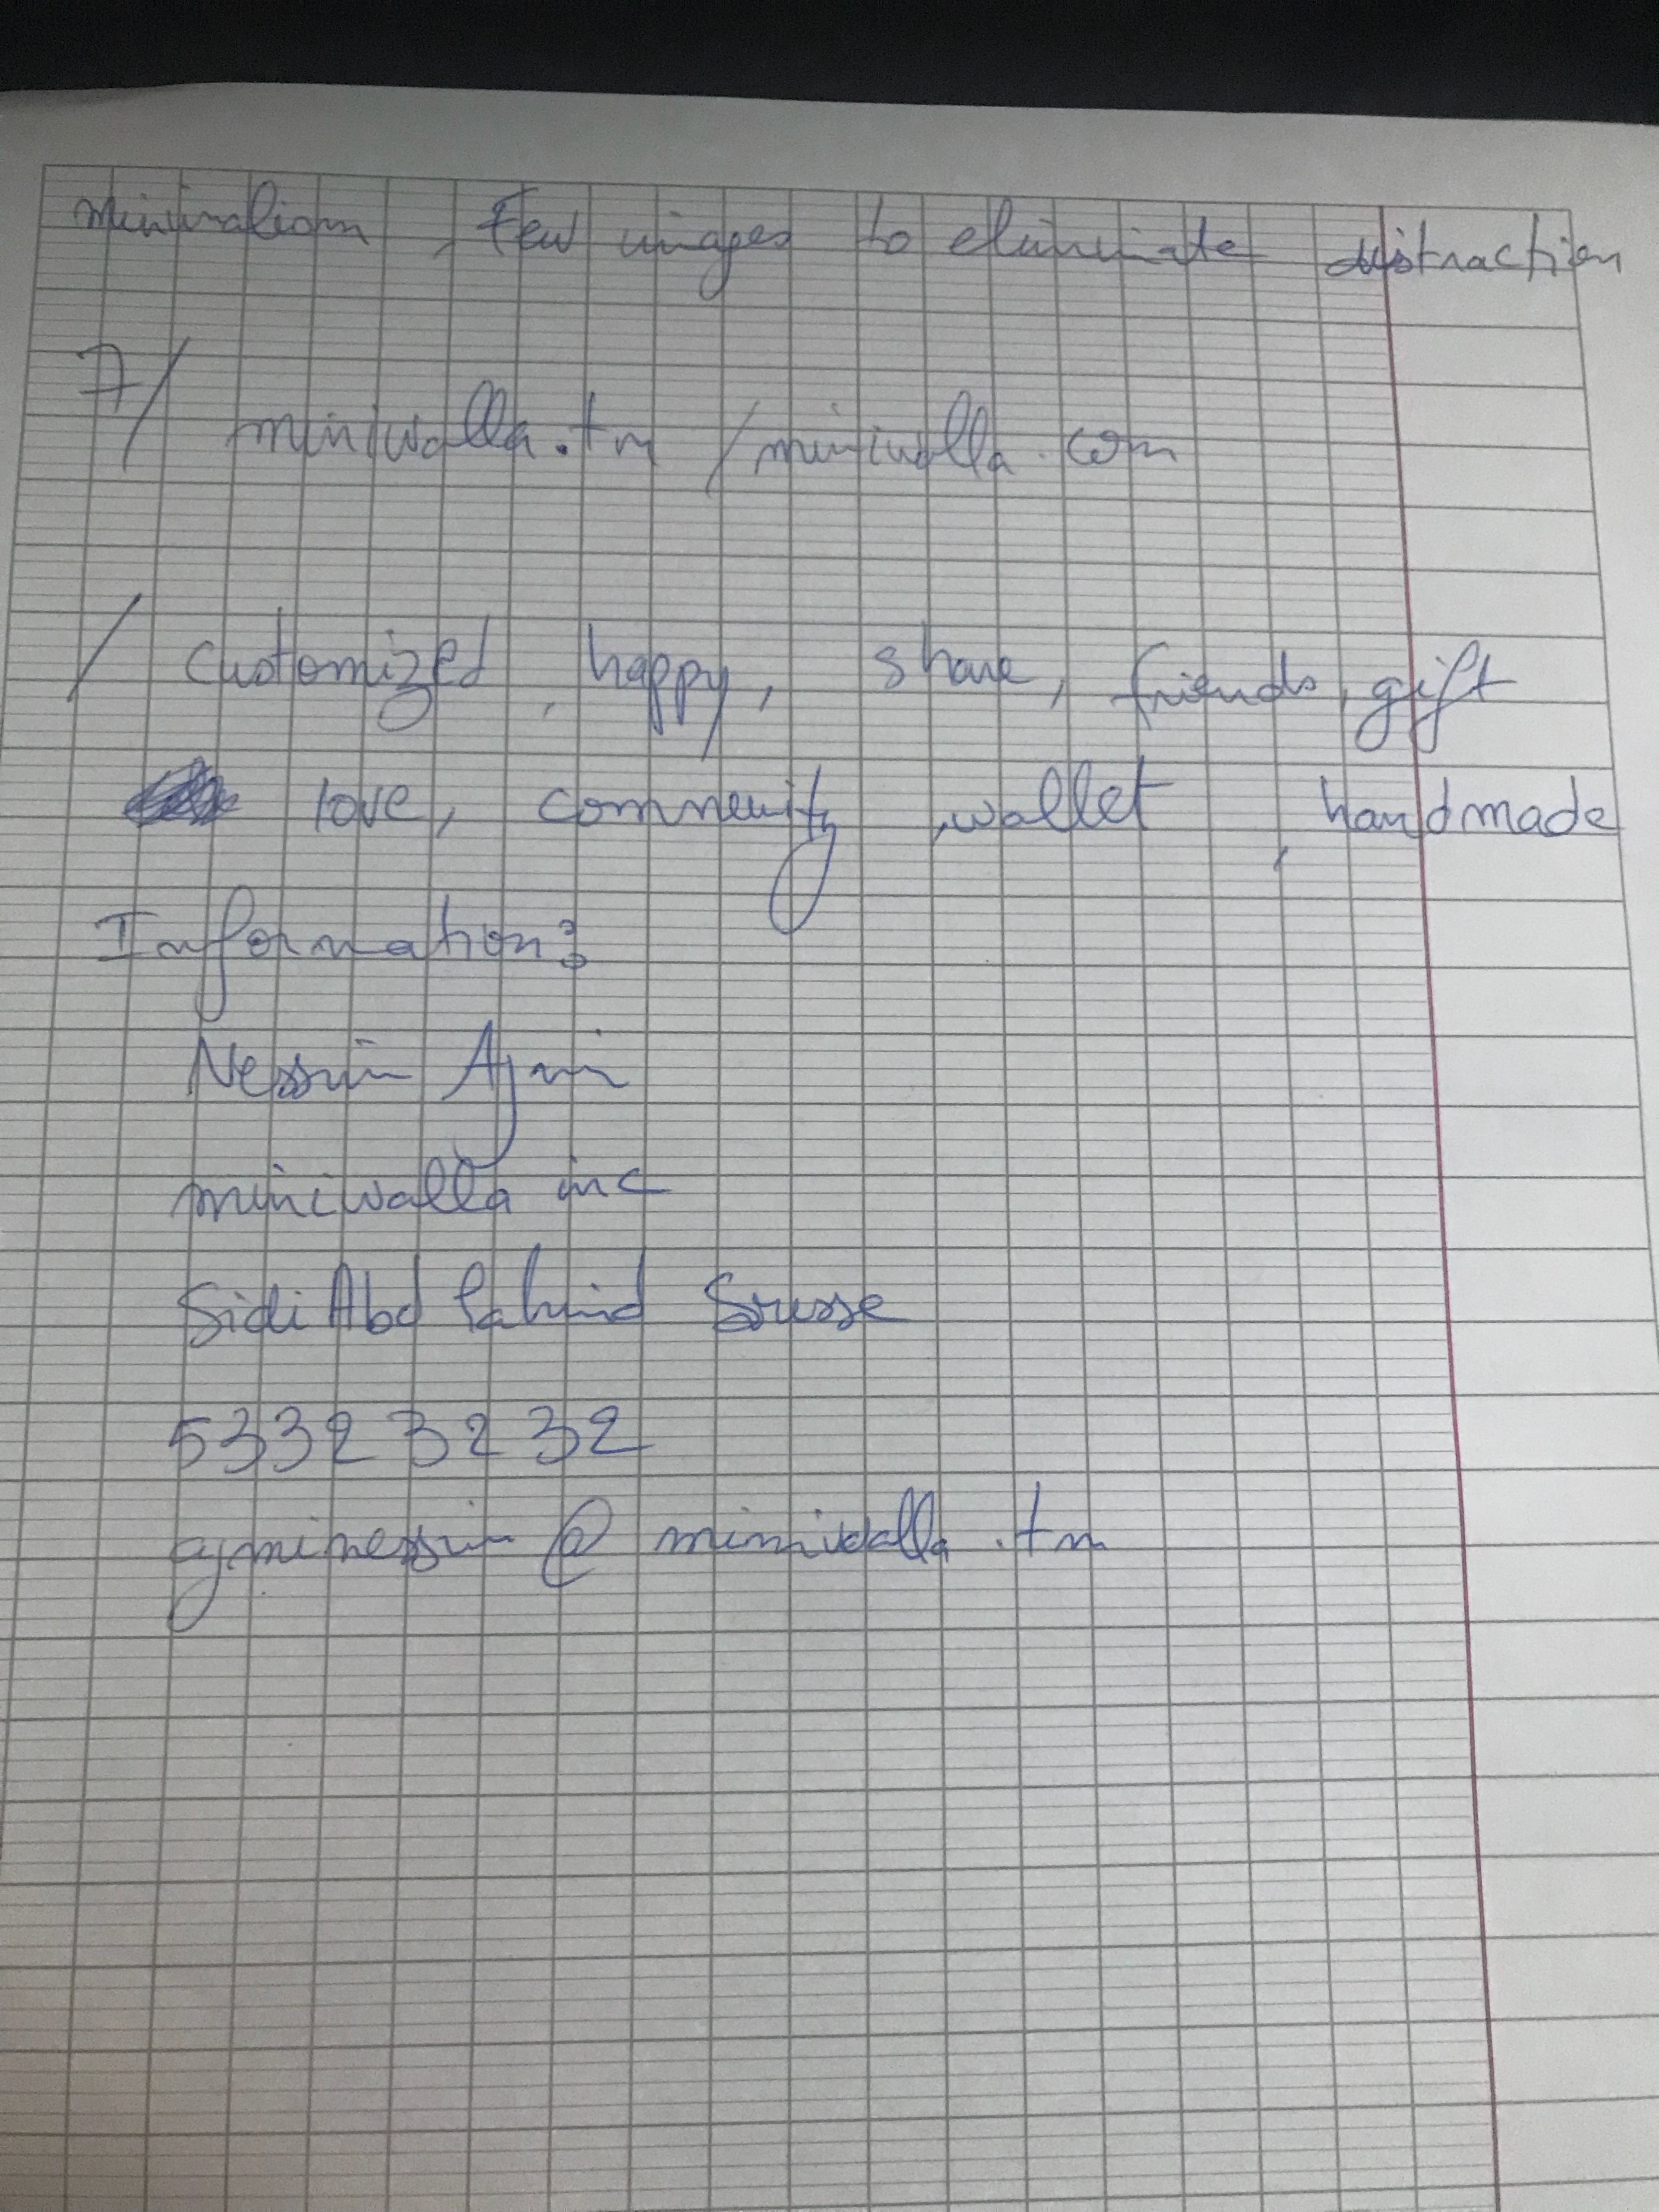 minimalism, Few images to eliminate distraction
7/
miniwalla.tn / miniwalla.com
/ customized, happy, share, friends, gift
love, community, wallet, handmade
Information:
Nessrin Ajmi
miniwalla inc
Sidi Abd Sousse
53323232
ajminessrin@miniwalla.tn